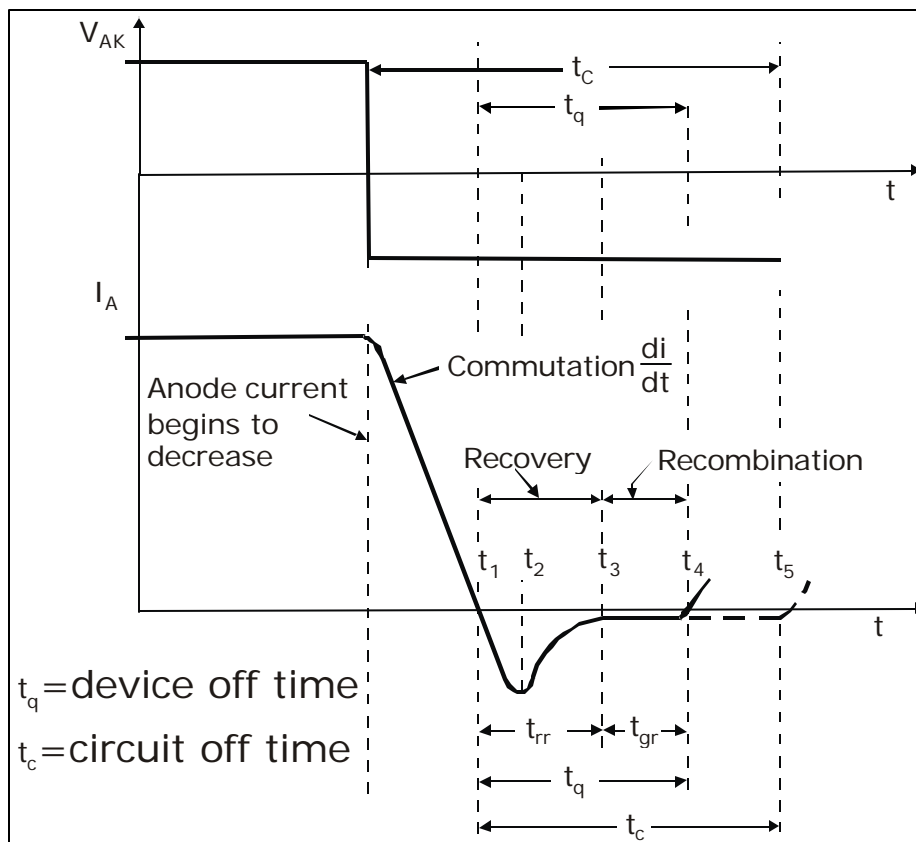 V_AK
t_C
t_q
t
I_A
Commutation di/dt
Anode current
begins to
decrease
Recovery
Recombination
t_1
t_2
t_3
t_4
t_5
t
t_q=device off time
t_rr
t_gr
t_c=circuit off time
t_q
t_c